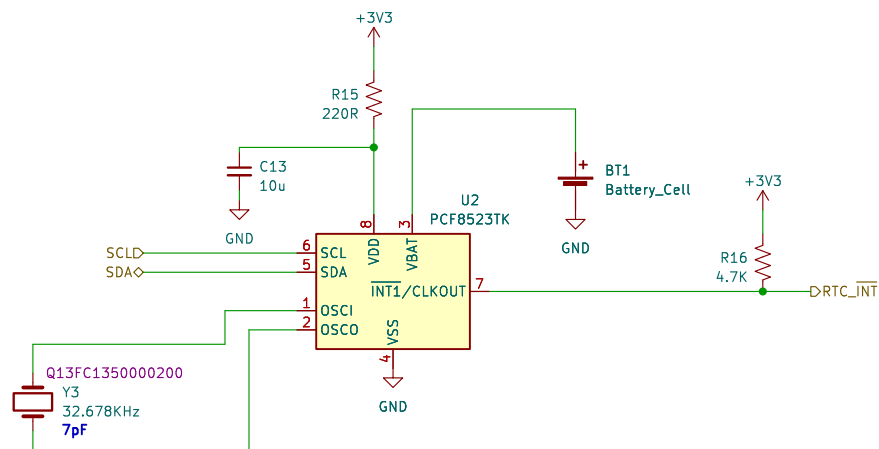 +3V3
R15
220R
C13
10u
GND
BT1
Battery_Cell
GND
+3V3
R16
4.7K
U2
PCF8523TK
8
3
VDD
VBAT
SCL
6
SCL
SDA
5
SDA
INT1/CLKOUT
7
RTC_INT
1
OSCI
2
OSCO
VSS
4
GND
Q13FC1350000200
Y3
32.678KHz
7pF